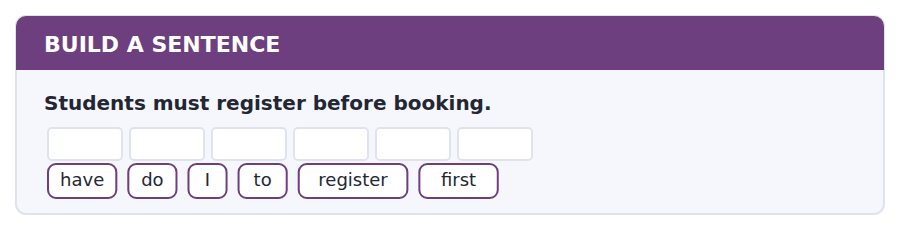 BUILD A SENTENCE
Students must register before booking.
have do I to register first